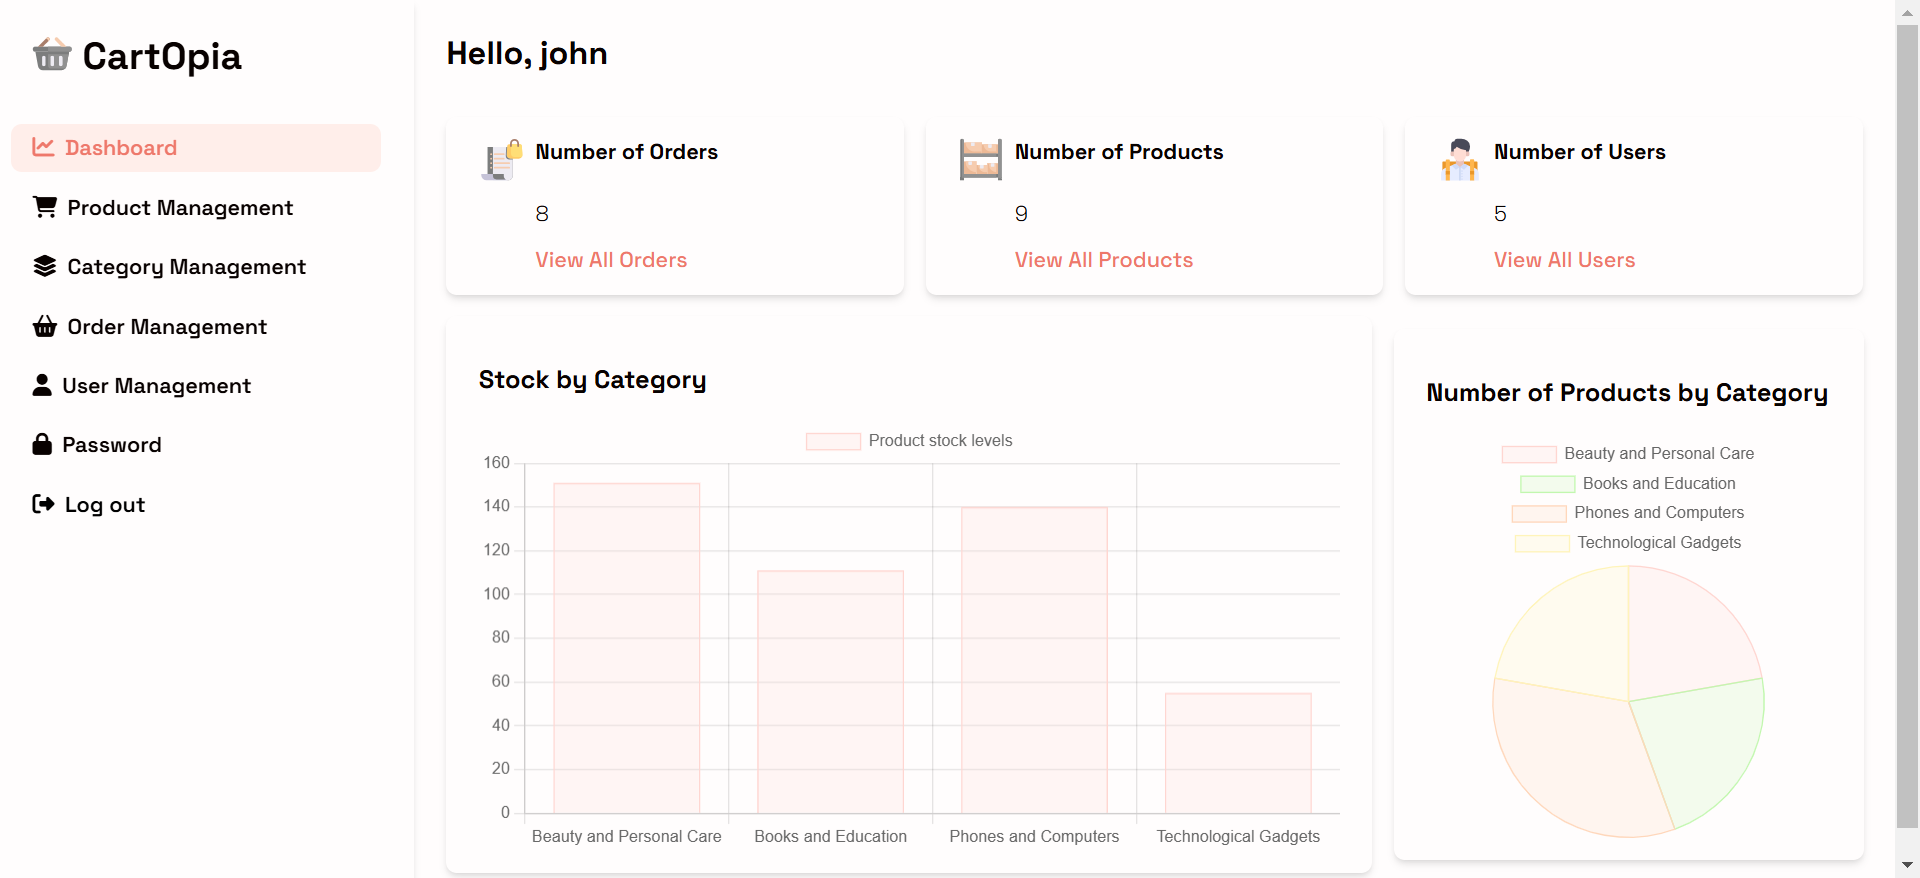 CartOpia
Dashboard
Product Management
Category Management
Order Management
User Management
Password
Log out
Hello, john
Number of Orders
8
View All Orders
Number of Products
9
View All Products
Number of Users
5
View All Users
Stock by Category
Product stock levels
160
140
120
100
80
60
40
20
0
Beauty and Personal Care
Books and Education
Phones and Computers
Technological Gadgets
Number of Products by Category
Beauty and Personal Care
Books and Education
Phones and Computers
Technological Gadgets